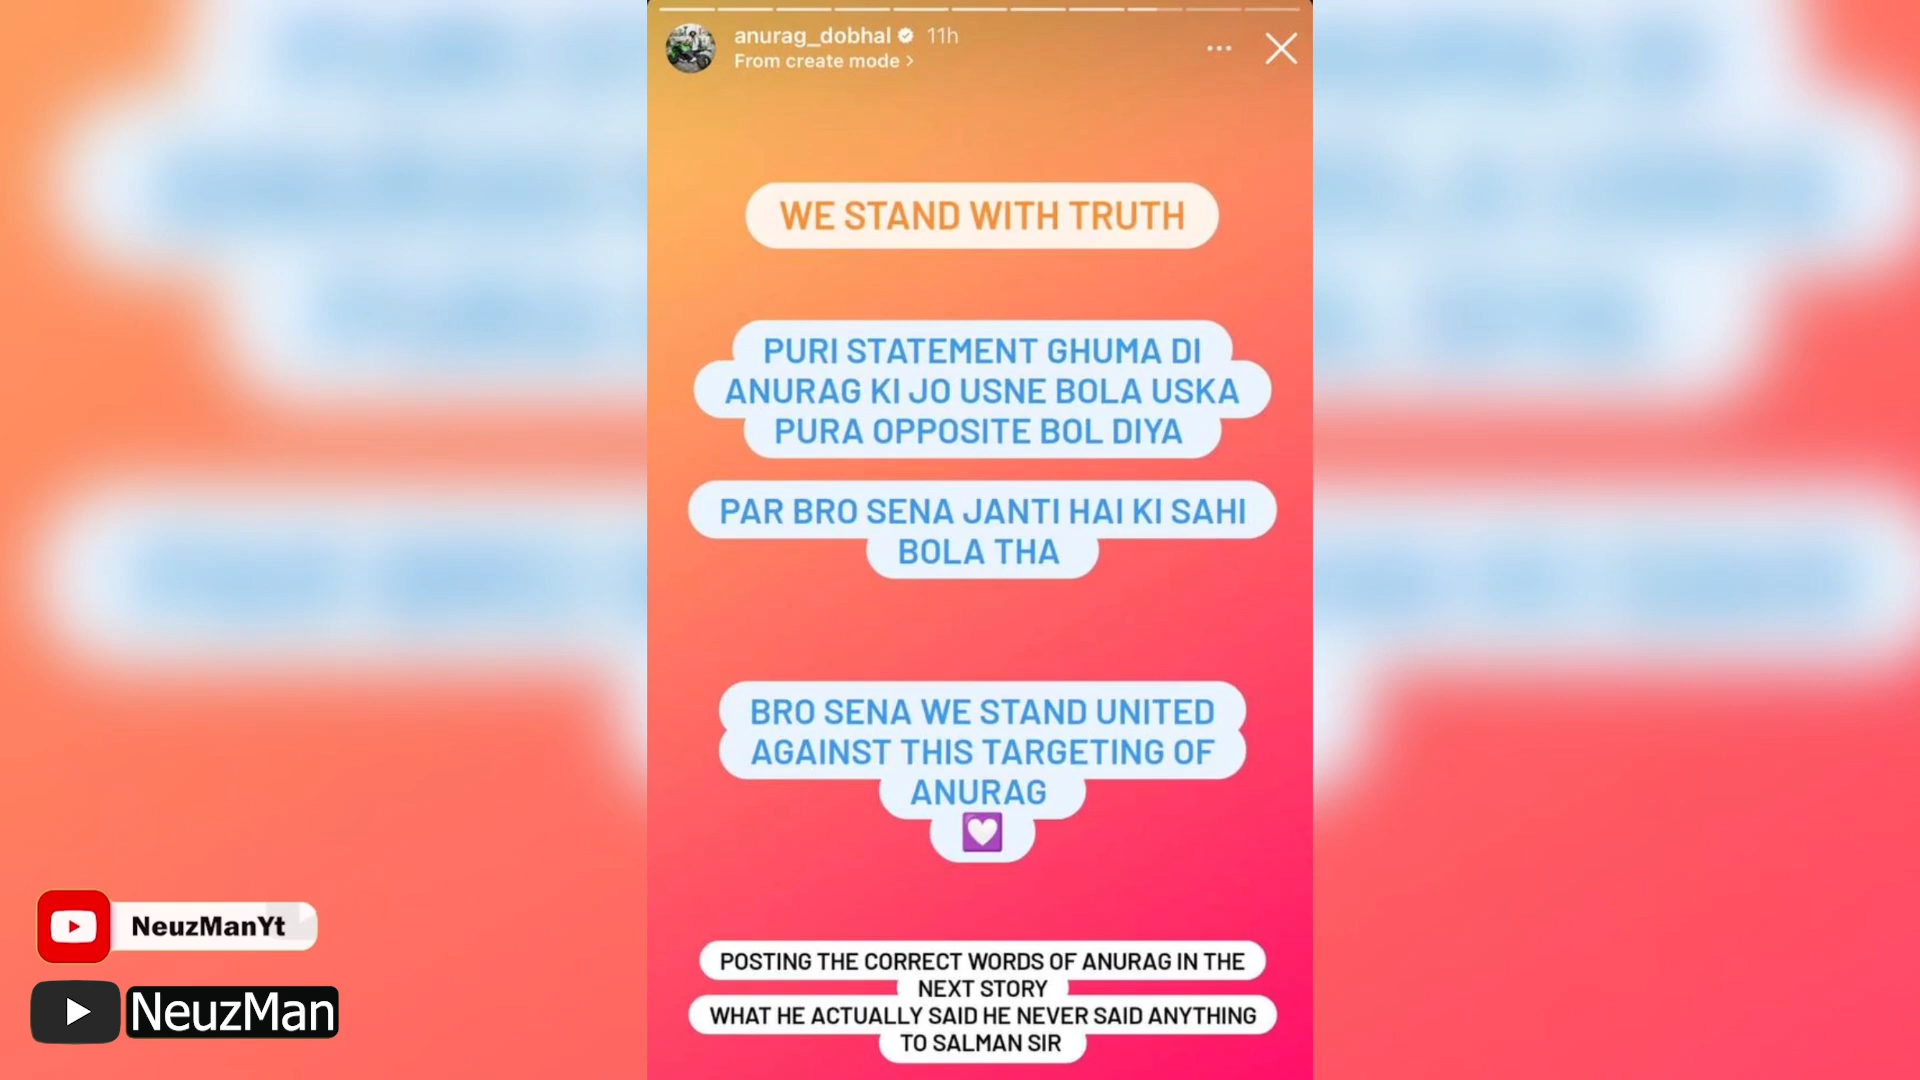 anurag_dobhal 11h
From create mode >
WE STAND WITH TRUTH
PURI STATEMENT GHUMA DI
ANURAG KI JO USNE BOLA USKA
PURA OPPOSITE BOL DIYA
PAR BRO SENA JANTI HAI KI SAHI
BOLA THA
BRO SENA WE STAND UNITED
AGAINST THIS TARGETING OF
ANURAG
POSTING THE CORRECT WORDS OF ANURAG IN THE
NEXT STORY
WHAT HE ACTUALLY SAID HE NEVER SAID ANYTHING
TO SALMAN SIR
NeuzManYt
NeuzMan